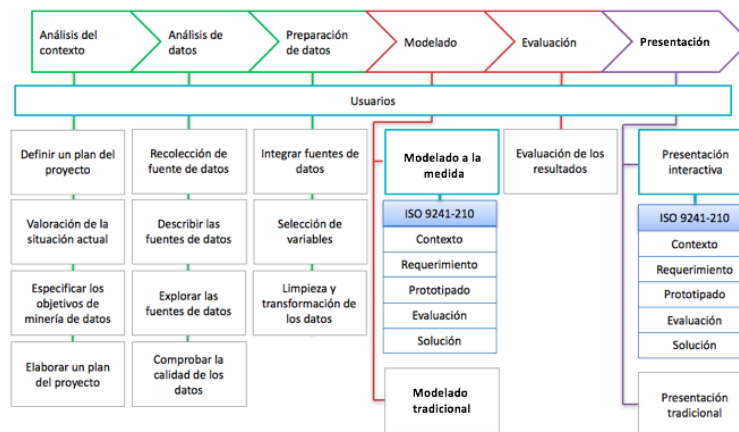 Análisis del
contexto
Análisis de
datos
Preparación
de datos
Modelado
Evaluación
Presentación
Usuarios
Definir un plan del
proyecto
Valoración de la
situación actual
Especificar los
objetivos de
minería de datos
Elaborar un plan
del proyecto
Recolección de
fuente de datos
Describir las
fuentes de datos
Explorar las
fuentes de datos
Comprobar la
calidad de los
datos
Integrar fuentes de
datos
Selección de
variables
Limpieza y
transformación de
los datos
Modelado a la
medida
ISO 9241-210
Contexto
Requerimiento
Prototipado
Evaluación
Solución
Modelado
tradicional
Evaluación de los
resultados
Presentación
interactiva
ISO 9241-210
Contexto
Requerimiento
Prototipado
Evaluación
Solución
Presentación
tradicional